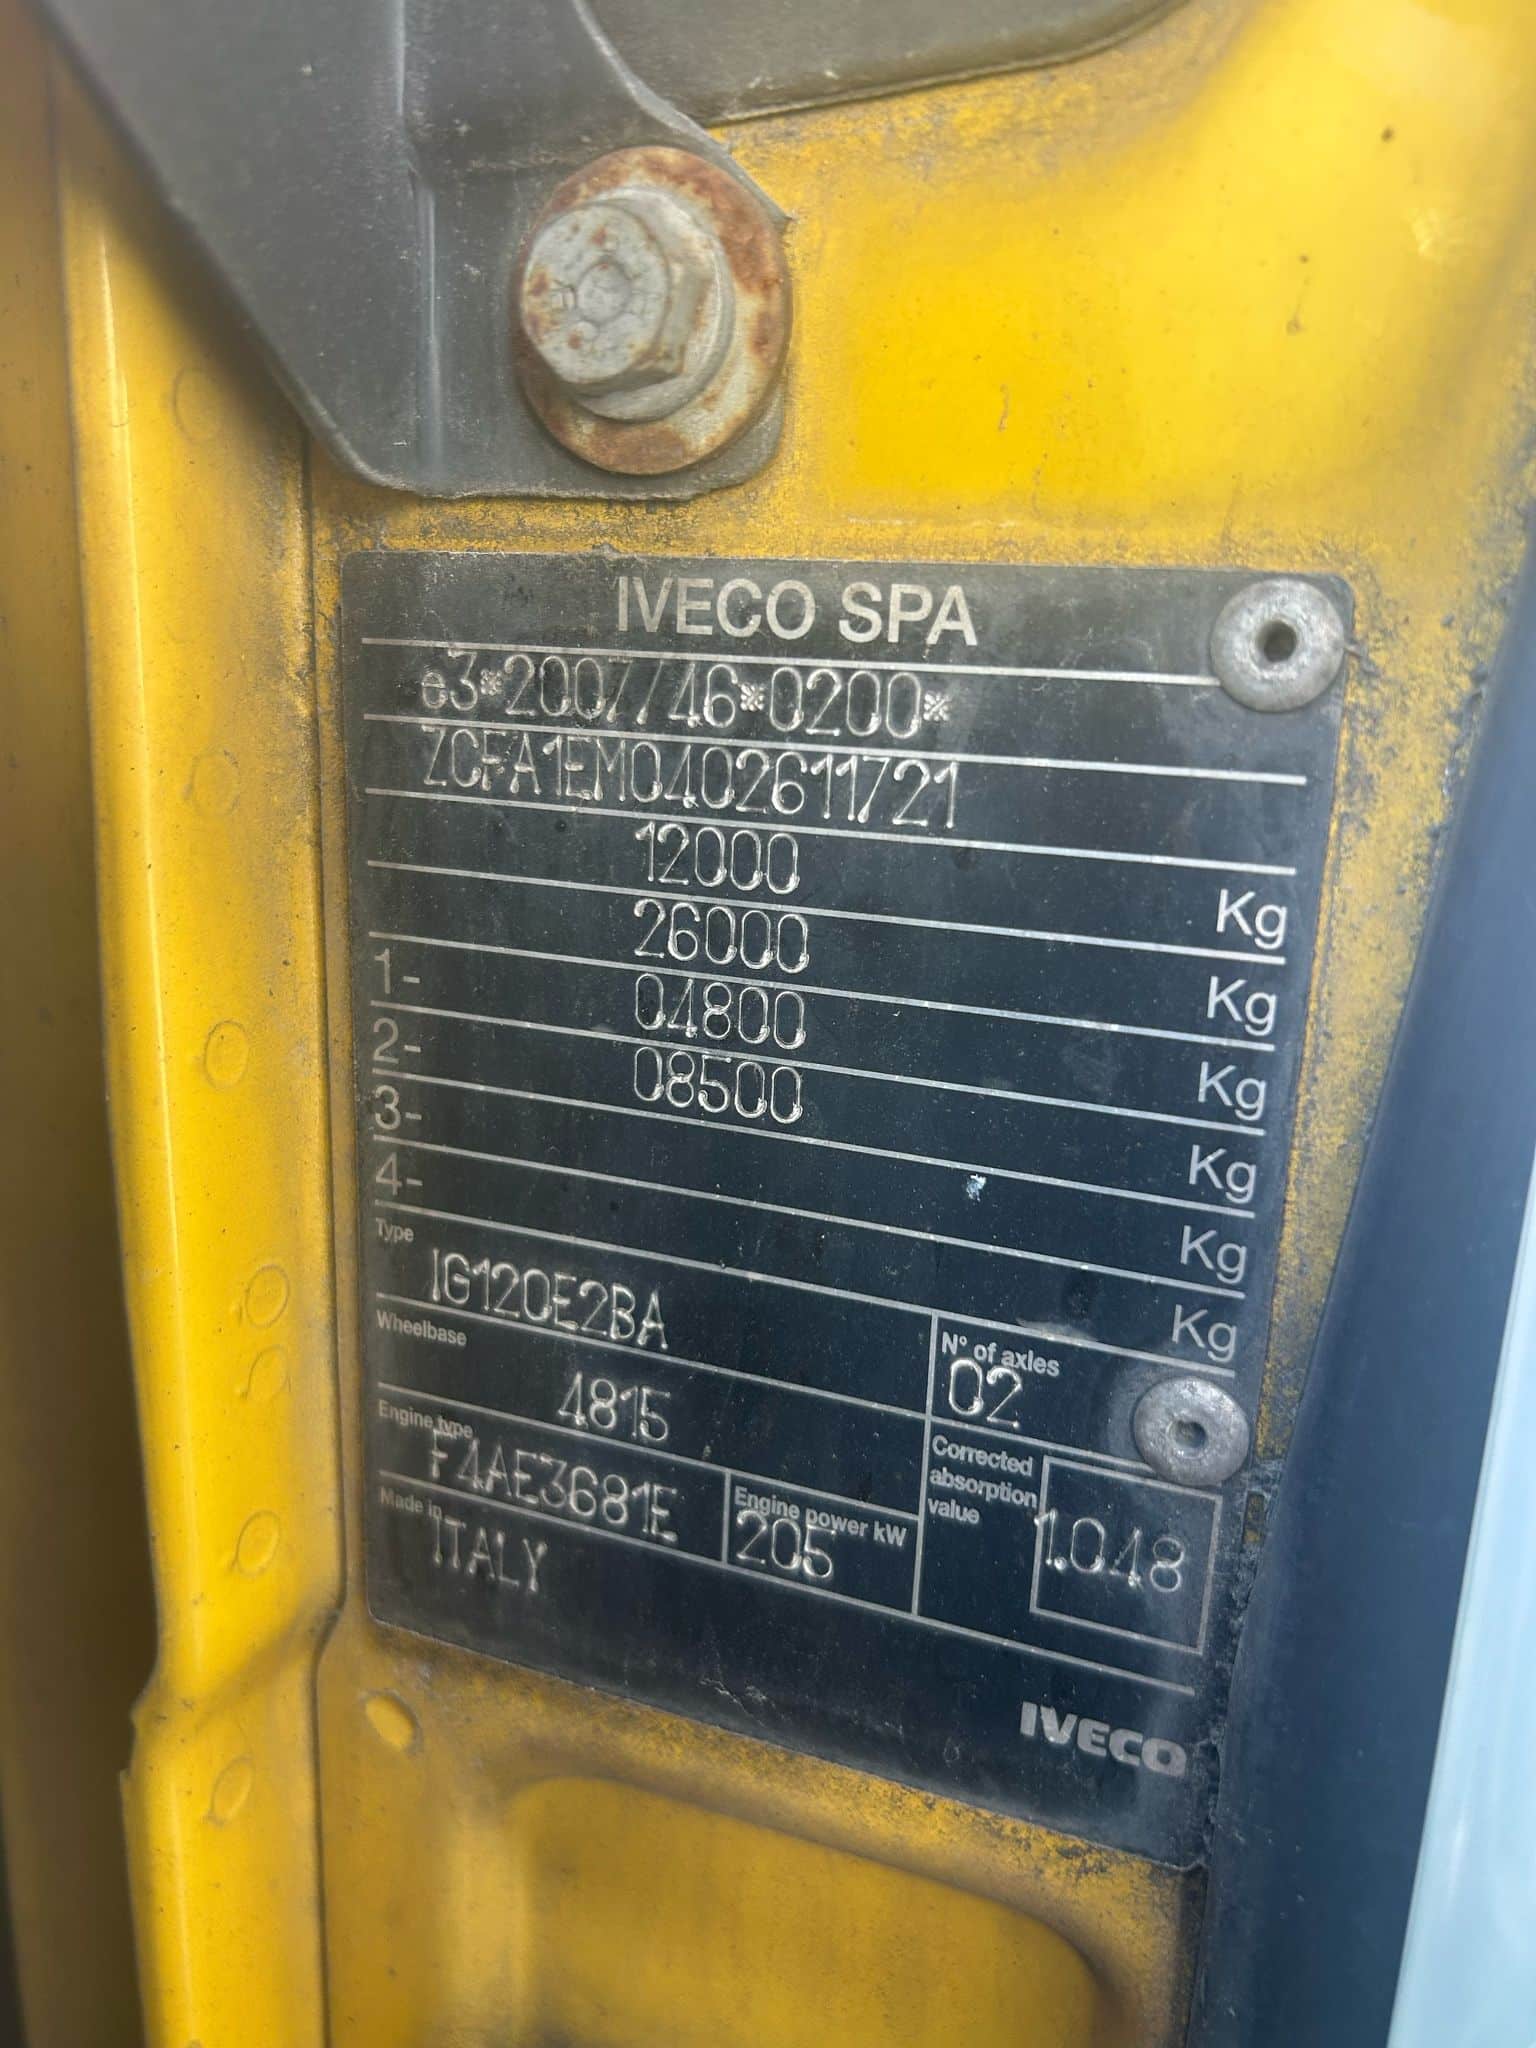 IVECO SPA
e3*2007/46*0200*
ZCFA1EM0402611721
12000 Kg
26000 Kg
1- 04800 Kg
2- 08500 Kg
3- Kg
4- Kg
Type
IG120E2BA
N° of axles
02
Wheelbase
4815
Corrected absorption value
1.048
Engine type
F4AE3681E
Engine power kW
205
Made in
ITALY
IVECO